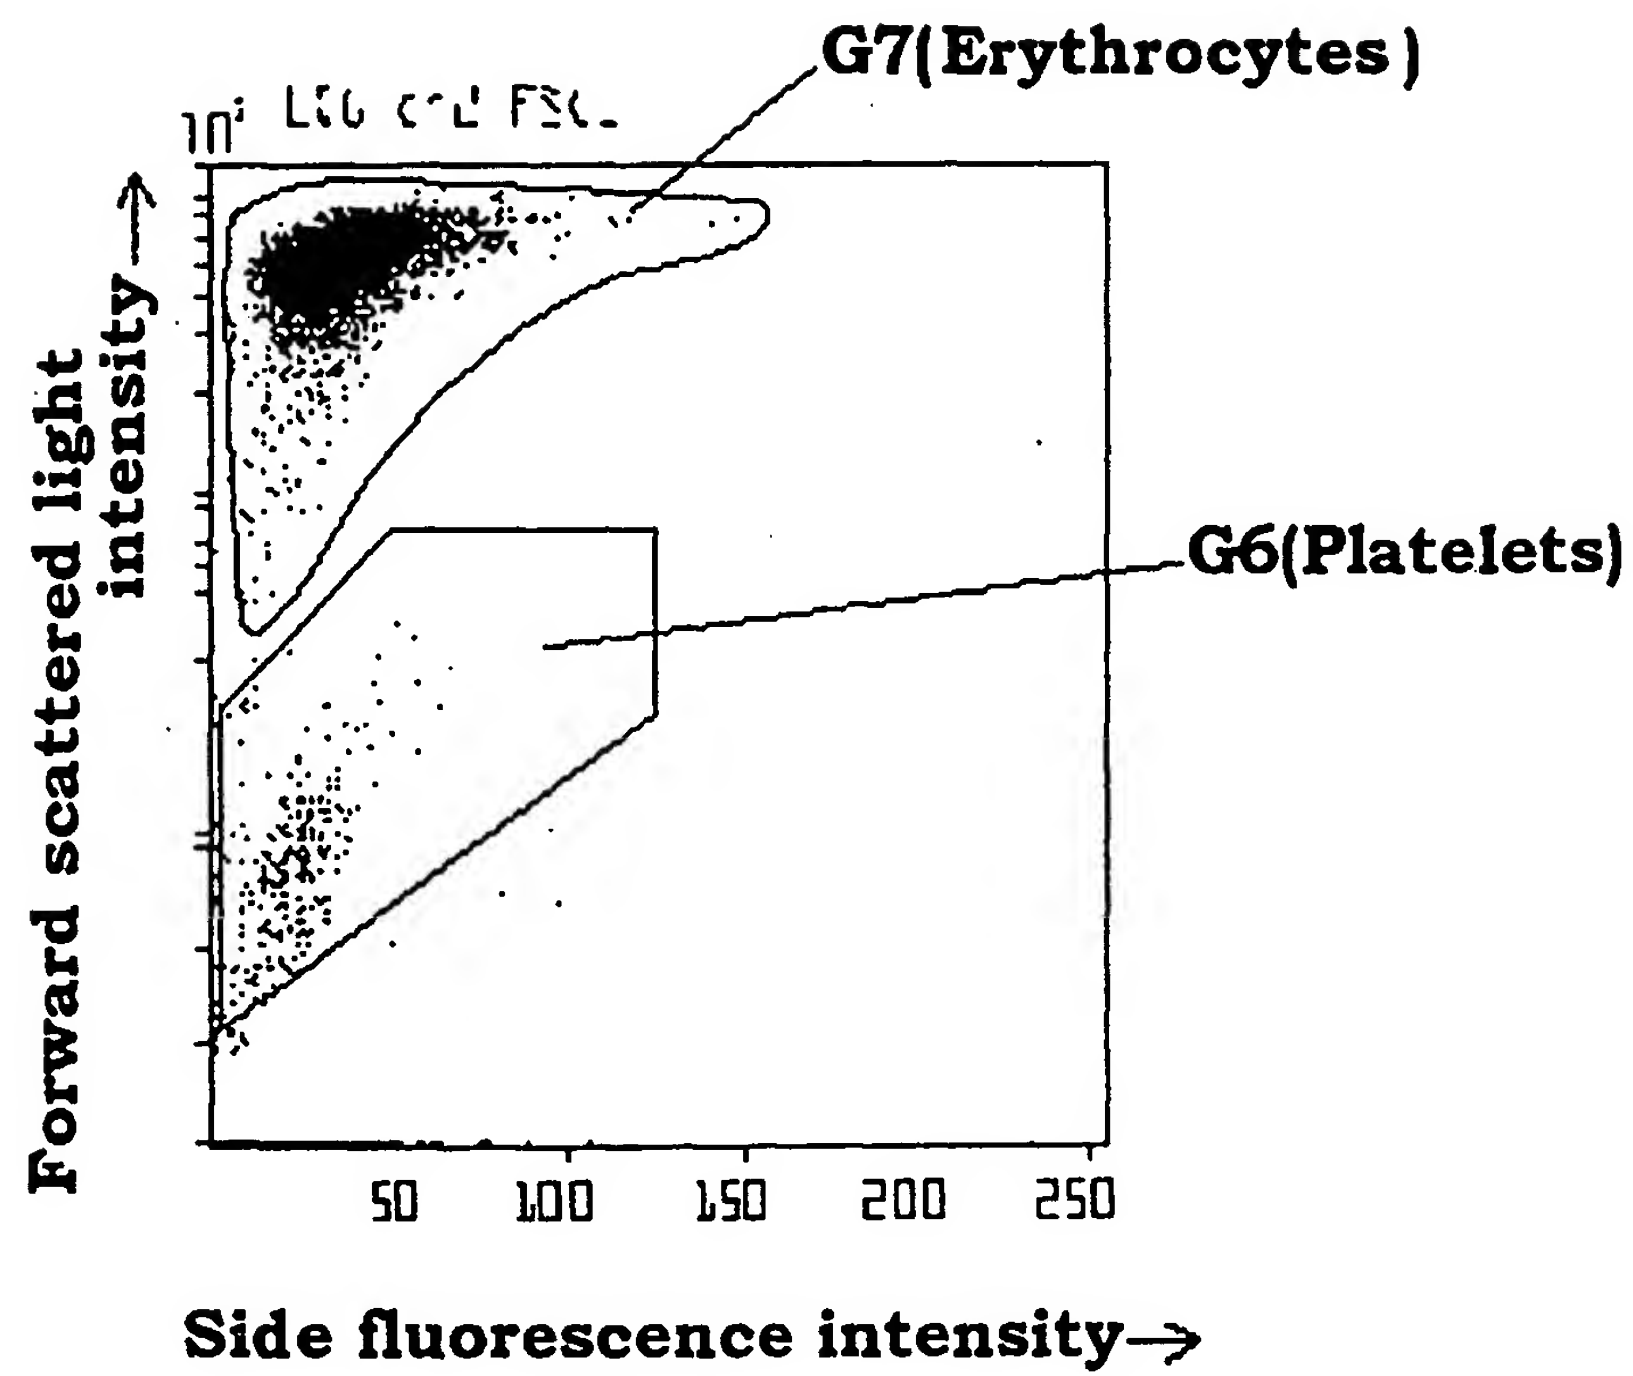 G7(Erythrocytes)
Forward scattered light
intensity
G6(Platelets)
50 100 150 200 250
Side fluorescence intensity